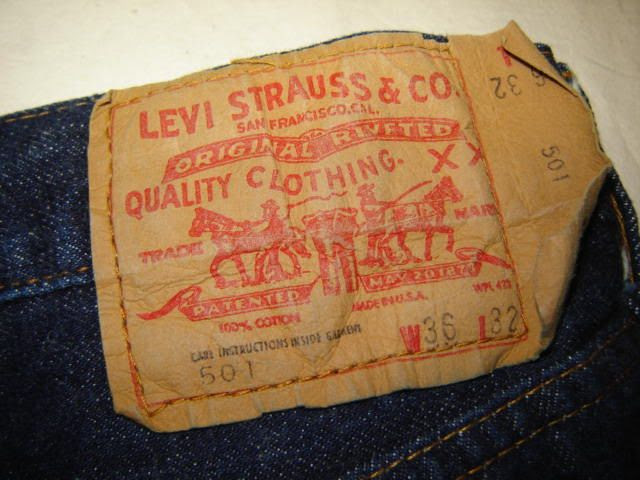 LEVI STRAUSS & CO.
SAN FRANCISCO, CAL.
ORIGINAL RIVETED
QUALITY CLOTHING. XX
TRADE MARK
PATENTED MAY 20 1873
100% COTTON MADE IN U.S.A. WPL 423
CARE INSTRUCTIONS INSIDE GARMENT
501 W 36 L 32
32
501